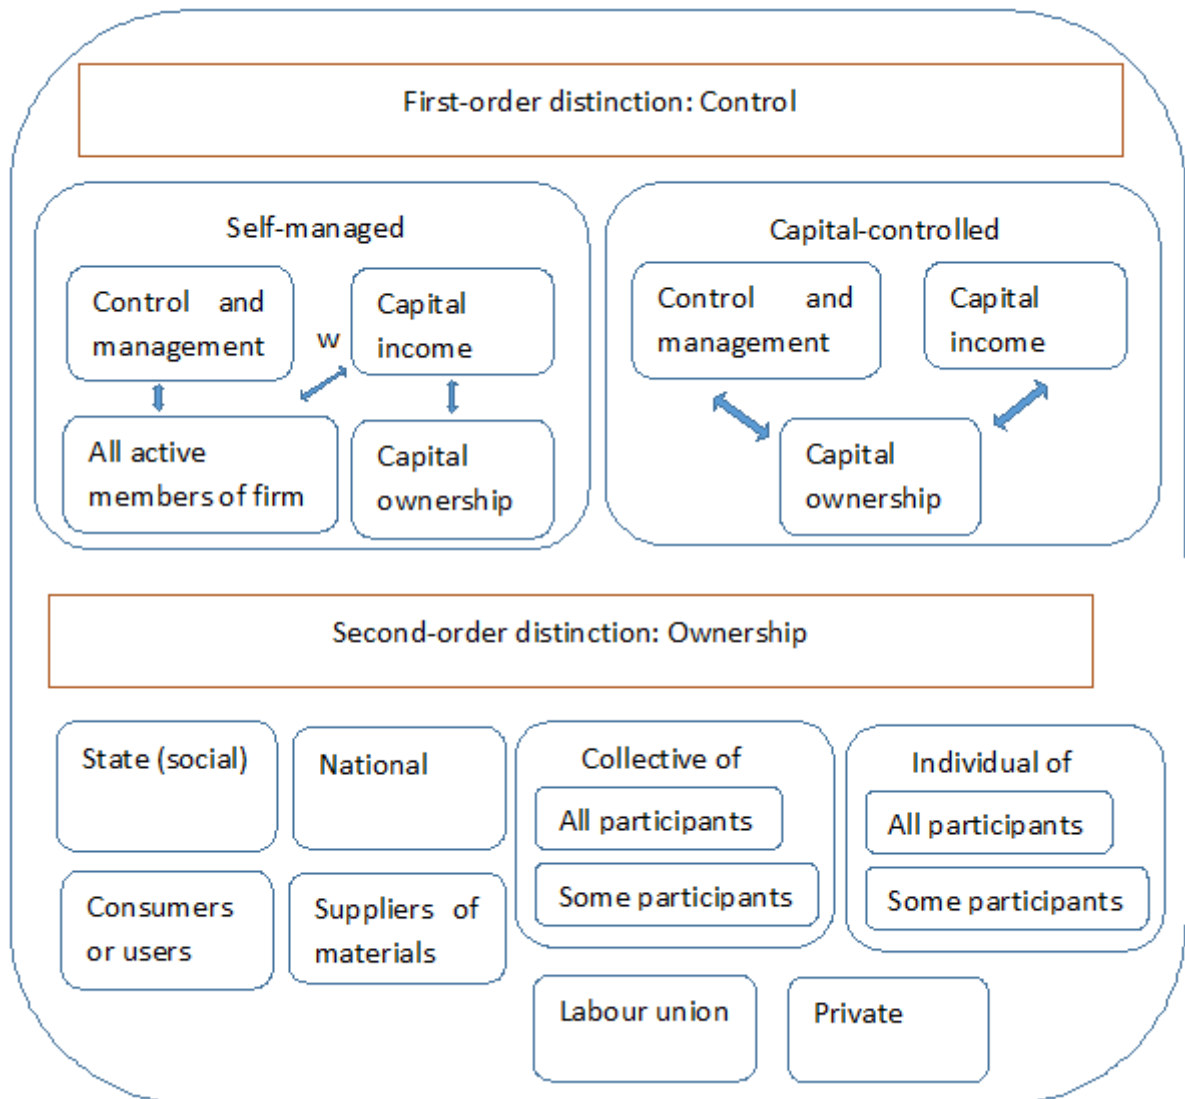 First-order distinction: Control
Self-managed
Control and
management
w
Capital
income
All active
members of firm
Capital
ownership
Capital-controlled
Control and
management
Capital
income
Capital
ownership
Second-order distinction: Ownership
State (social)
National
Collective of
All participants
Some participants
Individual of
All participants
Some participants
Consumers
or users
Suppliers of
materials
Labour union
Private